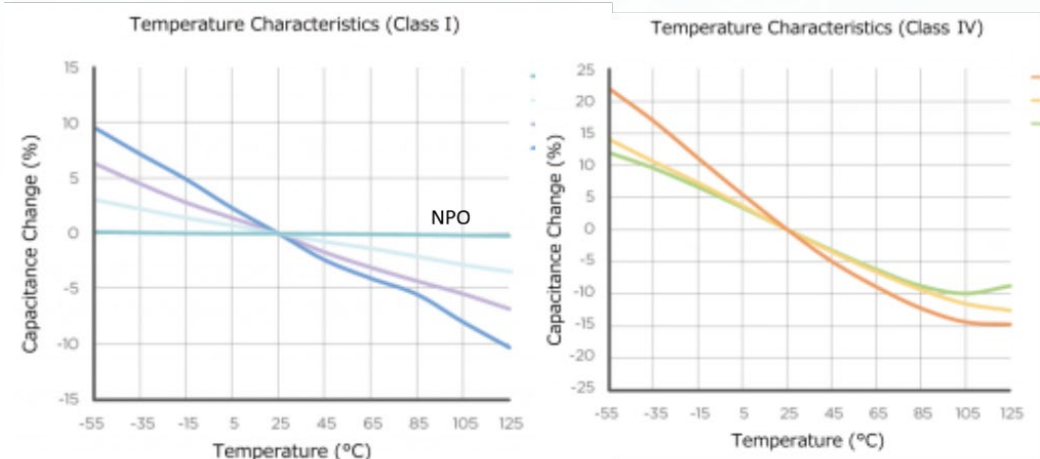 Temperature Characteristics (Class I)
Capacitance Change (%)
15
10
5
0
-5
-10
-15
NPO
-55 -35 -15 5 25 45 65 85 105 125
Temperature (°C)
Temperature Characteristics (Class IV)
Capacitance Change (%)
25
20
15
10
5
0
-5
-10
-15
-20
-25
-55 -35 -15 5 25 45 65 85 105 125
Temperature (°C)